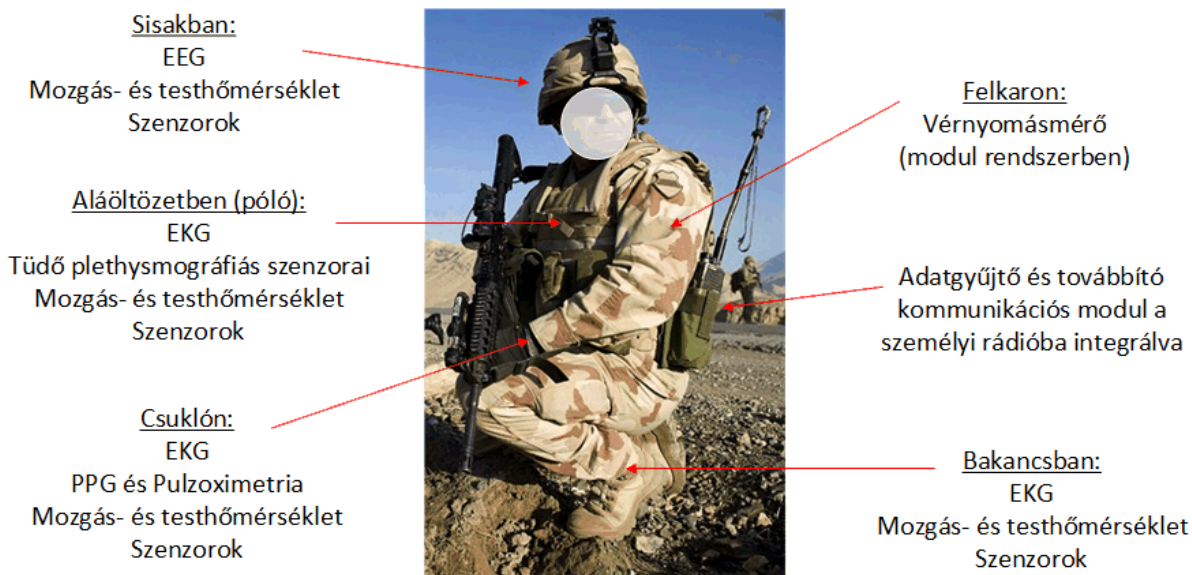 Sisakban:
EEG
Mozgás- és testhőmérséklet
Szenzorok
Aláöltözetben (póló):
EKG
Tüdő plethysmográfiás szenzorai
Mozgás- és testhőmérséklet
Szenzorok
Csuklón:
EKG
PPG és Pulzoximetria
Mozgás- és testhőmérséklet
Szenzorok
Felkaron:
Vérnyomásmérő
(modul rendszerben)
Adatgyűjtő és továbbító
kommunikációs modul a
személyi rádióba integrálva
Bakancsban:
EKG
Mozgás- és testhőmérséklet
Szenzorok